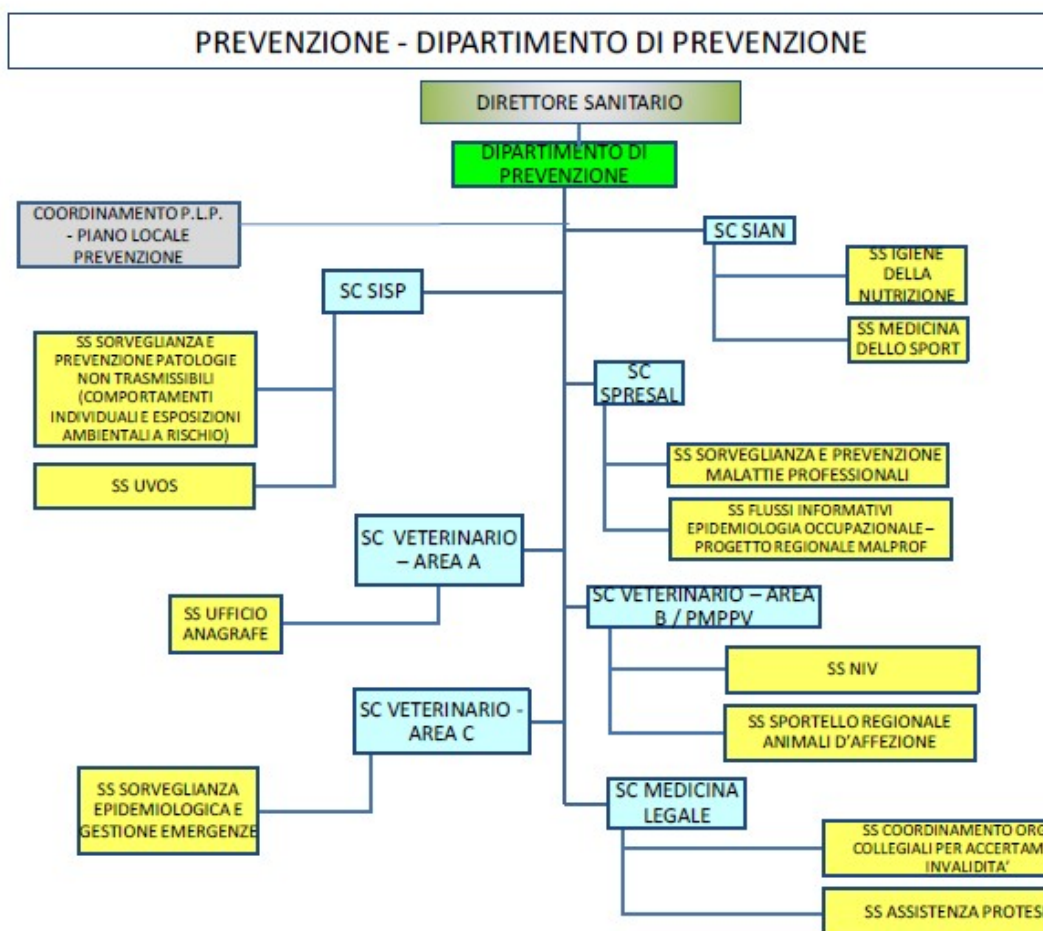 PREVENZIONE - DIPARTIMENTO DI PREVENZIONE
DIRETTORE SANITARIO
DIPARTIMENTO DI
PREVENZIONE
COORDINAMENTO P.L.P.
- PIANO LOCALE
PREVENZIONE
SC SIAN
SS IGIENE
DELLA
NUTRIZIONE
SS MEDICINA
DELLO SPORT
SC SISP
SS SORVEGLIANZA E
PREVENZIONE PATOLOGIE
NON TRASMISSIBILI
(COMPORTAMENTI
INDIVIDUALI E ESPOSIZIONI
AMBIENTALI A RISCHIO)
SS UVOS
SC
SPRESAL
SS SORVEGLIANZA E PREVENZIONE
MALATTIE PROFESSIONALI
SS FLUSSI INFORMATIVI
EPIDEMIOLOGIA OCCUPAZIONALE –
PROGETTO REGIONALE MALPROF
SC VETERINARIO
– AREA A
SS UFFICIO
ANAGRAFE
SC VETERINARIO – AREA
B / PMPPV
SS NIV
SS SPORTELLO REGIONALE
ANIMALI D'AFFEZIONE
SC VETERINARIO -
AREA C
SS SORVEGLIANZA
EPIDEMIOLOGICA E
GESTIONE EMERGENZE
SC MEDICINA
LEGALE
SS COORDINAMENTO
COLLEGIALI PER
INVALIDITA'
SS ASSISTENZA